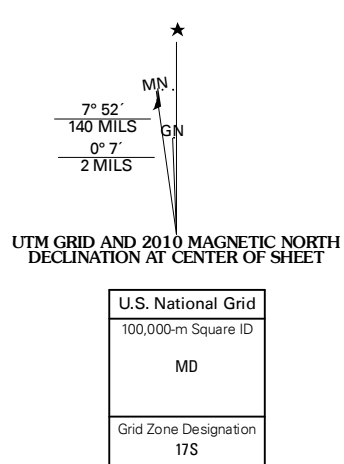 MN
7° 52´
140 MILS
GN
0° 7´
2 MILS
UTM GRID AND 2010 MAGNETIC NORTH
DECLINATION AT CENTER OF SHEET
U.S. National Grid
100,000-m Square ID
MD
Grid Zone Designation
17S